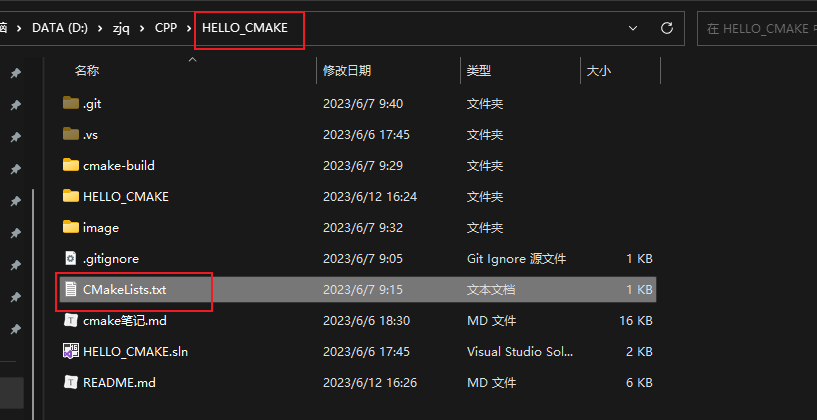 脑 > DATA (D:) > zjq > CPP > HELLO_CMAKE 在 HELLO_CMAKE 中
名称 修改日期 类型 大小
.git 2023/6/7 9:40 文件夹
.vs 2023/6/6 17:45 文件夹
cmake-build 2023/6/7 9:29 文件夹
HELLO_CMAKE 2023/6/12 16:24 文件夹
image 2023/6/7 9:32 文件夹
.gitignore 2023/6/7 9:05 Git Ignore 源文件 1 KB
CMakeLists.txt 2023/6/7 9:15 文本文档 1 KB
cmake笔记.md 2023/6/6 18:30 MD 文件 16 KB
HELLO_CMAKE.sln 2023/6/6 17:45 Visual Studio Sol... 2 KB
README.md 2023/6/12 16:26 MD 文件 6 KB